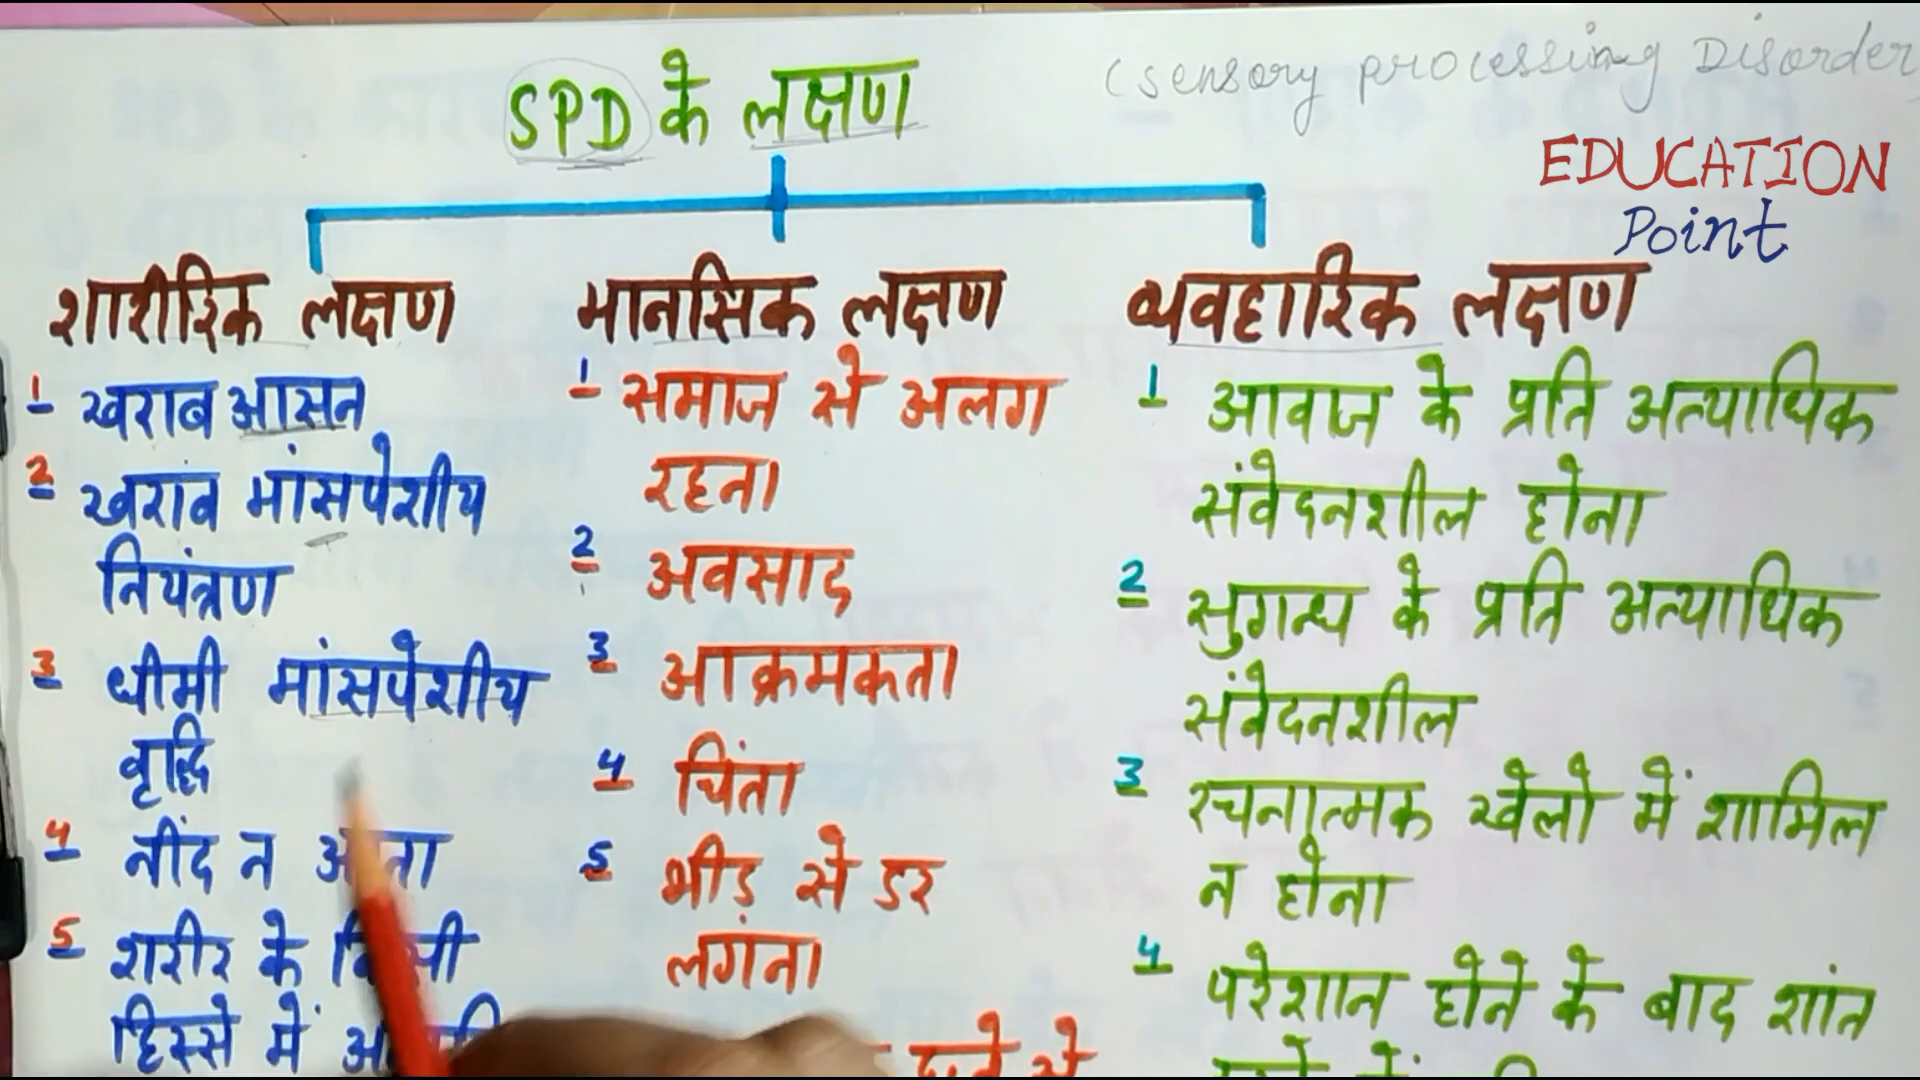 (Sensory processing Disorder)
SPD के लक्षण
EDUCATION
Point
शारीरिक लक्षण
1 खराब आसन
2 खराब मांसपेशीय
नियंत्रण
3 धीमी मांसपेशीय
वृद्धि
4 नींद न आना
5 शरीर के किसी
हिस्से में
मानसिक लक्षण
1 समाज से अलग
रहना
2 अवसाद
3 आक्रमकता
4 चिंता
5 भीड़ से डर
लगंना
से
व्यवहारिक लक्षण
1 आवाज के प्रति अत्याधिक
संवेदनशील होना
2 सुगन्ध के प्रति अत्याधिक
संवेदनशील
3 रचनात्मक खेलो में शामिल
न होना
4 परेशान होने के बाद शांत